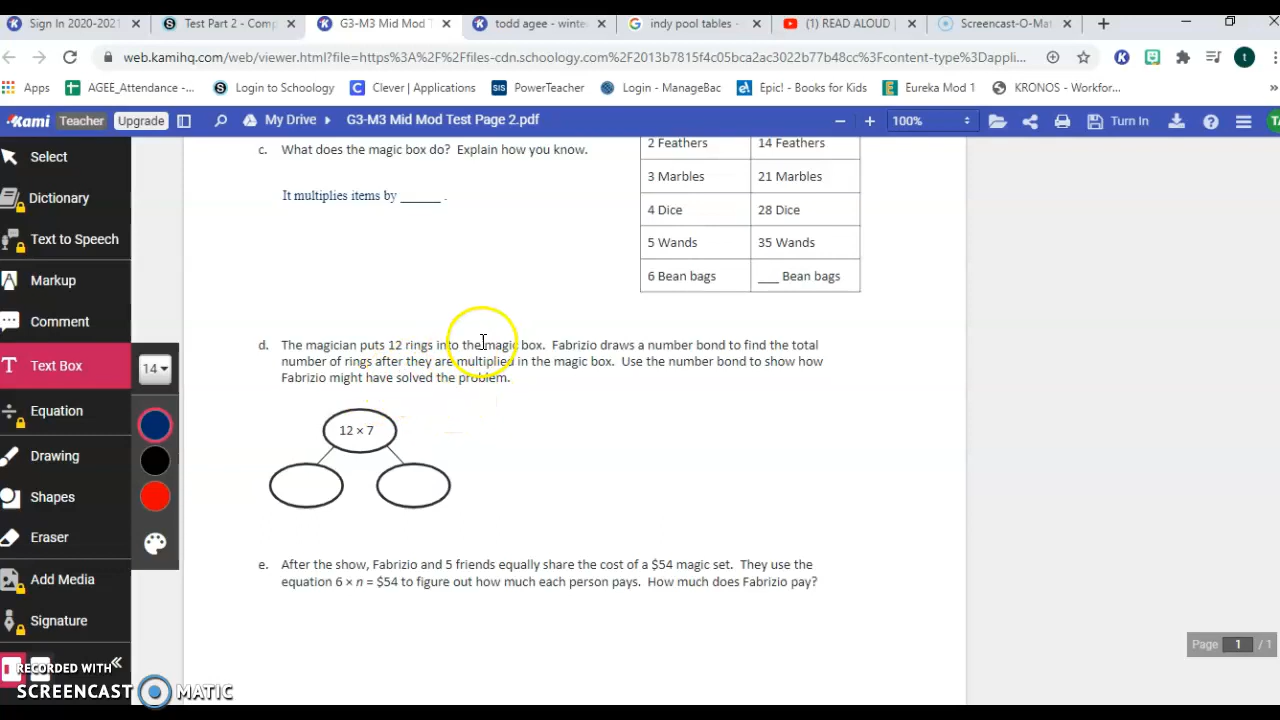 Sign In 2020-2021
Test Part 2 - Comp
G3-M3 Mid Mod T
todd agee - winte
indy pool tables -
(1) READ ALOUD
Screencast-O-Mat
web.kamihq.com/web/viewer.html?file=https%3A%2F%2Ffiles-cdn.schoology.com%2F2013b7815f4c05bca2ac3022b77b48cc%3Fcontent-type%3Dappli...
t
Apps
AGEE_Attendance -...
Login to Schoology
Clever | Applications
SIS PowerTeacher
Login - ManageBac
Epic! - Books for Kids
Eureka Mod 1
KRONOS - Workfor...
»
Kami Teacher Upgrade
My Drive
G3-M3 Mid Mod Test Page 2.pdf
100%
Turn In
TA
Select
Dictionary
Text to Speech
Markup
Comment
Text Box
14
Equation
Drawing
Shapes
Eraser
Add Media
Signature
c. What does the magic box do? Explain how you know.
It multiplies items by ______ .
2 Feathers 14 Feathers
3 Marbles 21 Marbles
4 Dice 28 Dice
5 Wands 35 Wands
6 Bean bags ___ Bean bags
d. The magician puts 12 rings into the magic box. Fabrizio draws a number bond to find the total
number of rings after they are multiplied in the magic box. Use the number bond to show how
Fabrizio might have solved the problem.
12 × 7
e. After the show, Fabrizio and 5 friends equally share the cost of a $54 magic set. They use the
equation 6 × n = $54 to figure out how much each person pays. How much does Fabrizio pay?
Page 1 / 1
RECORDED WITH
SCREENCAST MATIC